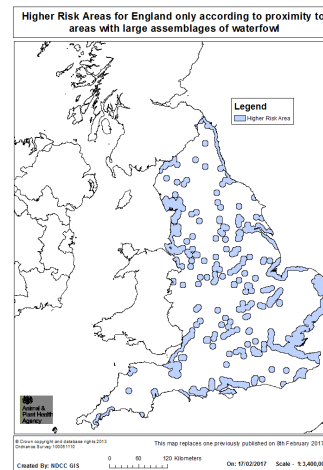 Higher Risk Areas for England only according to proximity to
areas with large assemblages of waterfowl
Legend
Higher Risk Area
Animal &
Plant Health
Agency
© Crown copyright and database rights 2013
Ordnance Survey 100051110
This map replaces one previously published on 8th February 2017
0 60 120 Kilometers
Created By: NDCC GIS
On: 17/02/2017 Scale - 1:3,400,00